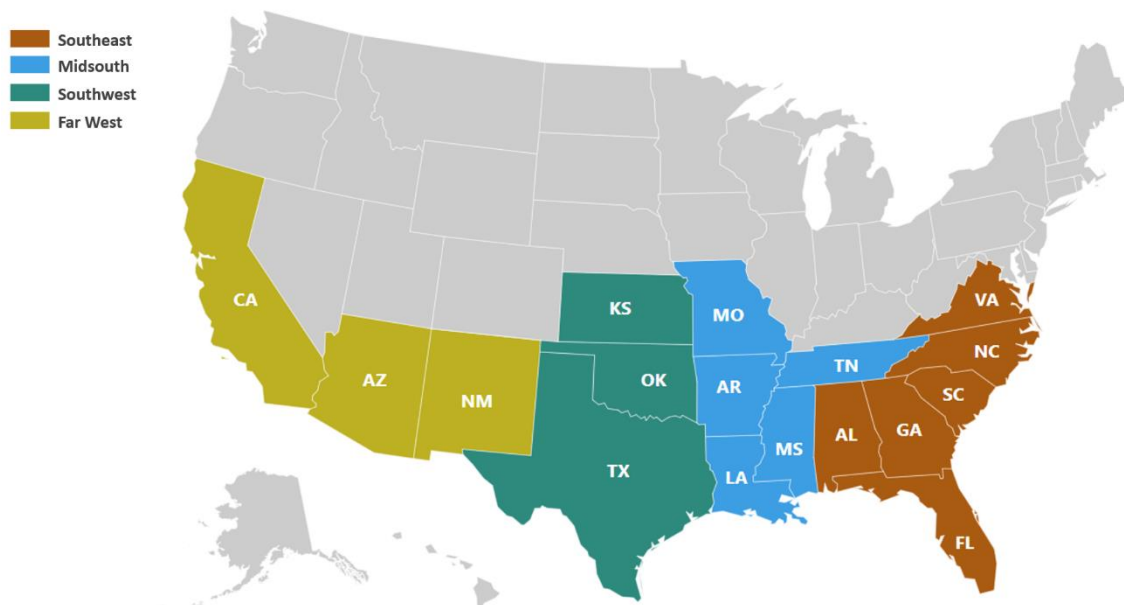 Southeast
Midsouth
Southwest
Far West
CA
AZ
NM
KS
OK
TX
MO
AR
LA
TN
MS
AL
GA
FL
SC
NC
VA